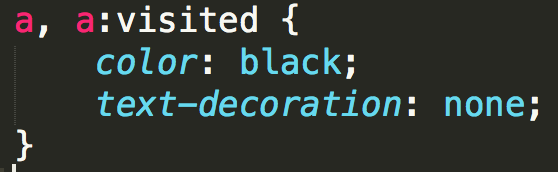 a, a:visited {
    color: black;
    text-decoration: none;
}